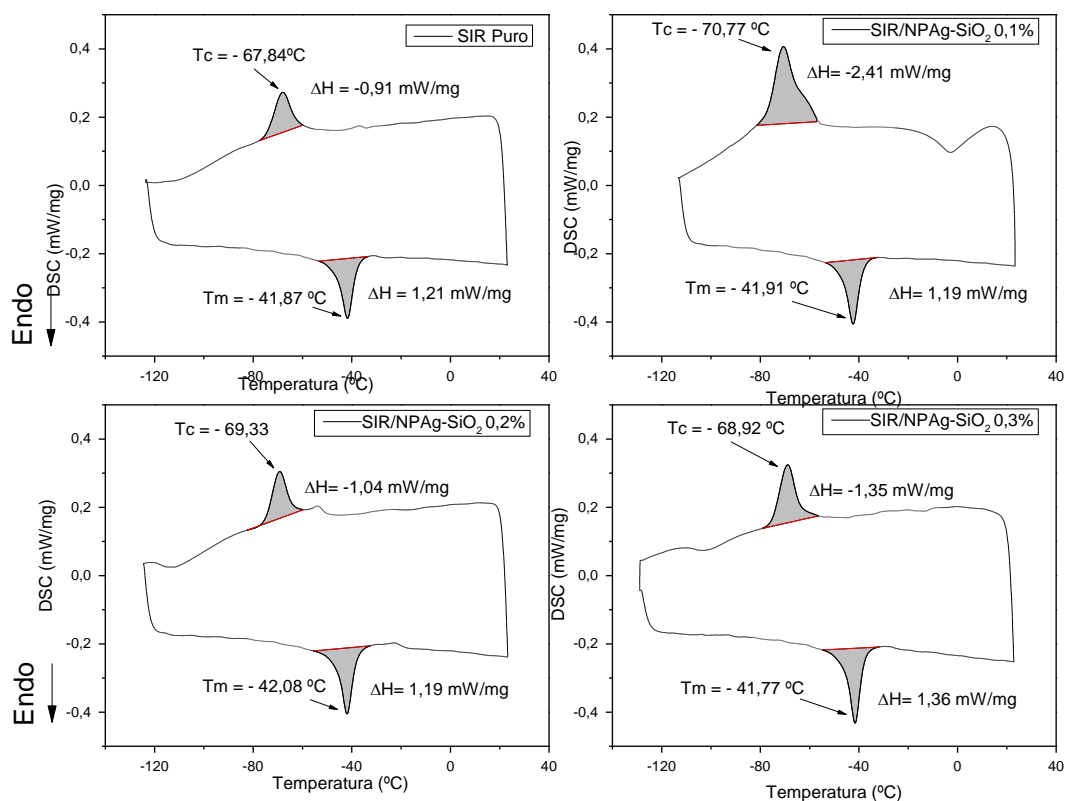 SIR Puro
Tc = - 67,84ºC
ΔH = -0,91 mW/mg
Tm = - 41,87 ºC
ΔH = 1,21 mW/mg
0,4
0,2
0,0
-0,2
-0,4
DSC (mW/mg)
Endo
-120
-80
-40
0
40
Temperatura (ºC)
SIR/NPAg-SiO₂ 0,1%
Tc = - 70,77 ºC
ΔH= -2,41 mW/mg
Tm = - 41,91 ºC
ΔH = 1,19 mW/mg
0,4
0,2
0,0
-0,2
-0,4
DSC (mW/mg)
-120
-80
-40
0
40
Temperatura (ºC)
SIR/NPAg-SiO₂ 0,2%
Tc = - 69,33
ΔH= -1,04 mW/mg
Tm = - 42,08 ºC
ΔH= 1,19 mW/mg
0,4
0,2
0,0
-0,2
-0,4
DSC (mW/mg)
Endo
-120
-80
-40
0
40
Temperatura (ºC)
SIR/NPAg-SiO₂ 0,3%
Tc = - 68,92 ºC
ΔH= -1,35 mW/mg
Tm = - 41,77 ºC
ΔH= 1,36 mW/mg
0,4
0,2
0,0
-0,2
-0,4
DSC (mW/mg)
-120
-80
-40
0
40
Temperatura (ºC)